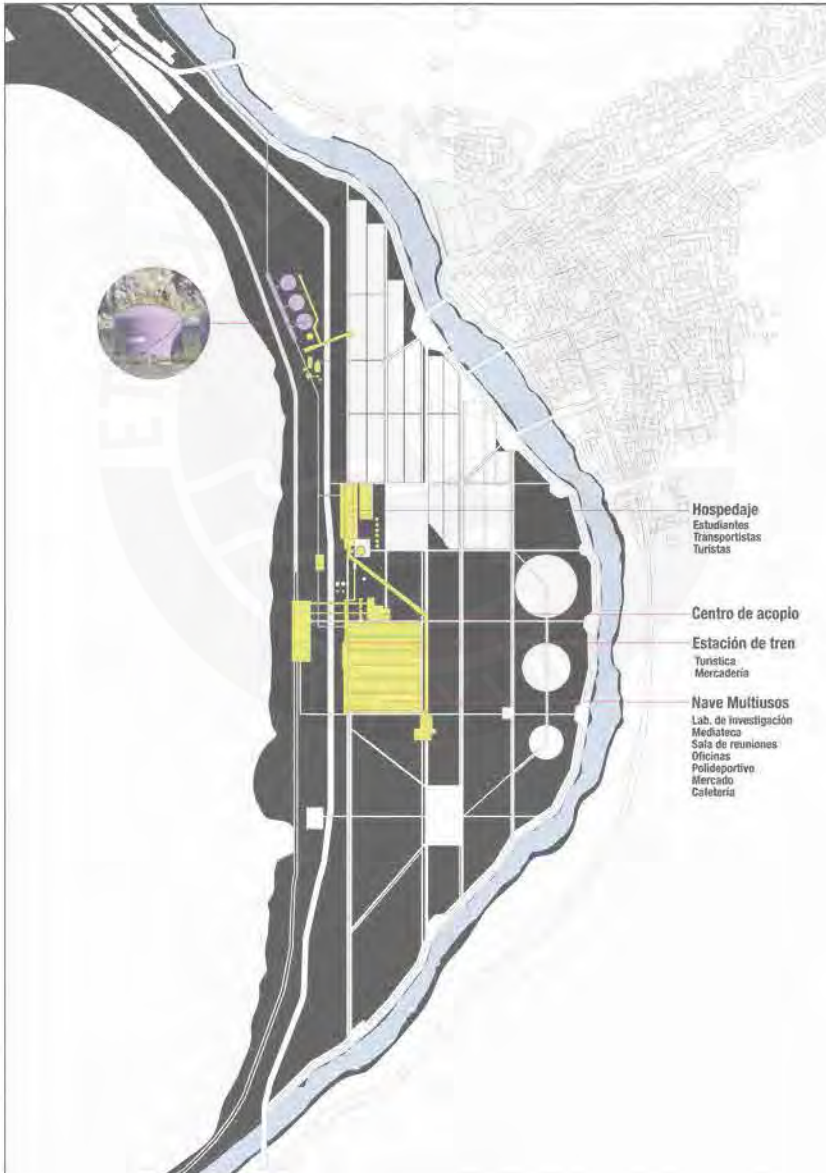 Hospedaje
Estudiantes
Transportistas
Turistas
Centro de acopio
Estación de tren
Turistica
Mercadería
Nave Multiusos
Lab. de investigación
Mediateca
Sala de reuniones
Oficinas
Polideportivo
Mercado
Cafetería